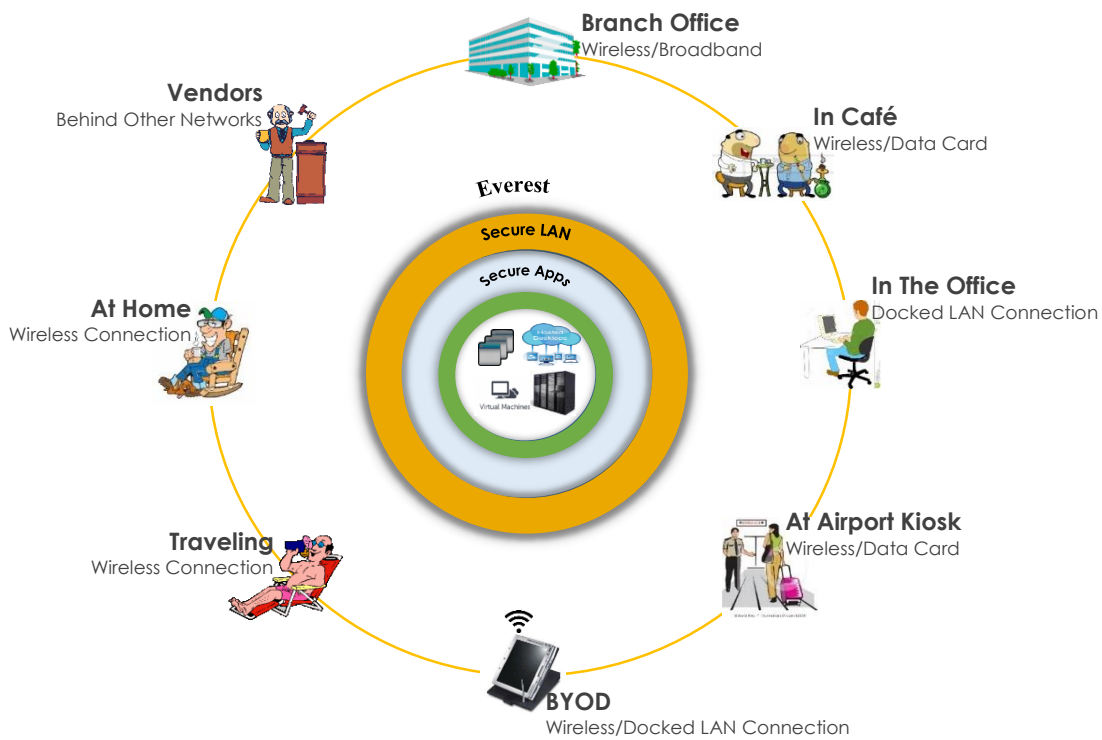 Branch Office
Wireless/Broadband
Vendors
Behind Other Networks
In Café
Wireless/Data Card
Everest
Secure LAN
Secure Apps
At Home
Wireless Connection
In The Office
Docked LAN Connection
Hosted
Desktops
Virtual Machines
Traveling
Wireless Connection
At Airport Kiosk
Wireless/Data Card
BYOD
Wireless/Docked LAN Connection